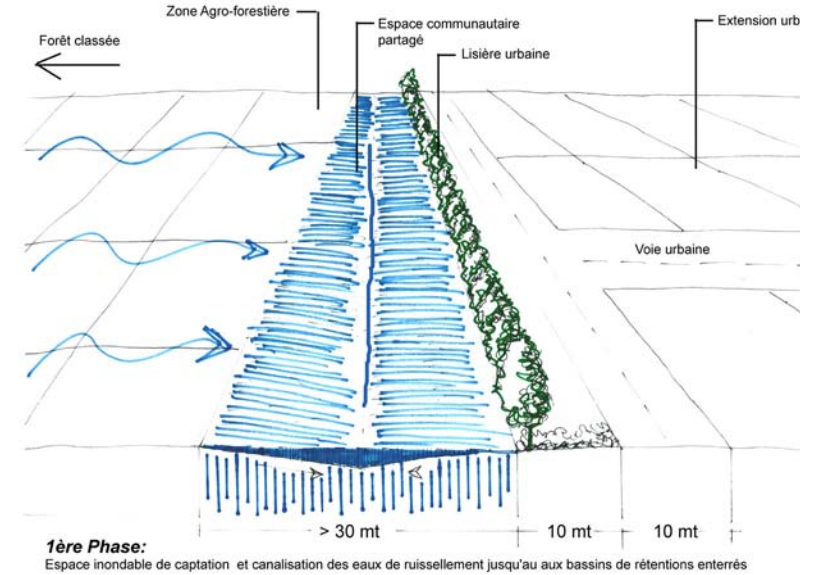 Zone Agro-forestière
Espace communautaire
partagé
Extension urb
Forêt classée
Lisière urbaine
Voie urbaine
> 30 mt
10 mt
10 mt
1ère Phase:
Espace inondable de captation et canalisation des eaux de ruissellement jusqu'au aux bassins de rétentions enterrés